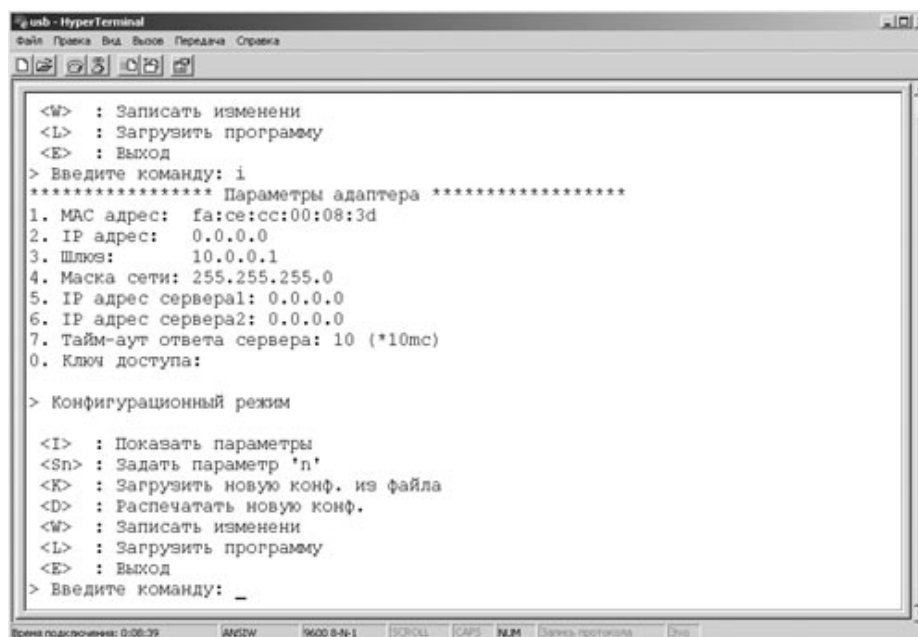 usb - HyperTerminal
Файл Правка Вид Вызов Передача Справка
<W> : Записать изменени
<L> : Загрузить программу
<E> : Выход
> Введите команду: i
***************** Параметры адаптера ******************
1. MAC адрес: fa:ce:cc:00:08:3d
2. IP адрес: 0.0.0.0
3. Шлюз: 10.0.0.1
4. Маска сети: 255.255.255.0
5. IP адрес сервера1: 0.0.0.0
6. IP адрес сервера2: 0.0.0.0
7. Тайм-аут ответа сервера: 10 (*10mc)
0. Ключ доступа:
> Конфигурационный режим
<I> : Показать параметры
<Sn> : Задать параметр 'n'
<K> : Загрузить новую конф. из файла
<D> : Распечатать новую конф.
<W> : Записать изменени
<L> : Загрузить программу
<E> : Выход
> Введите команду: _
Время подключения: 0:08:39 ANSIW 9600 8-N-1 SCROLL CAPS NUM Запись протокола Эхо